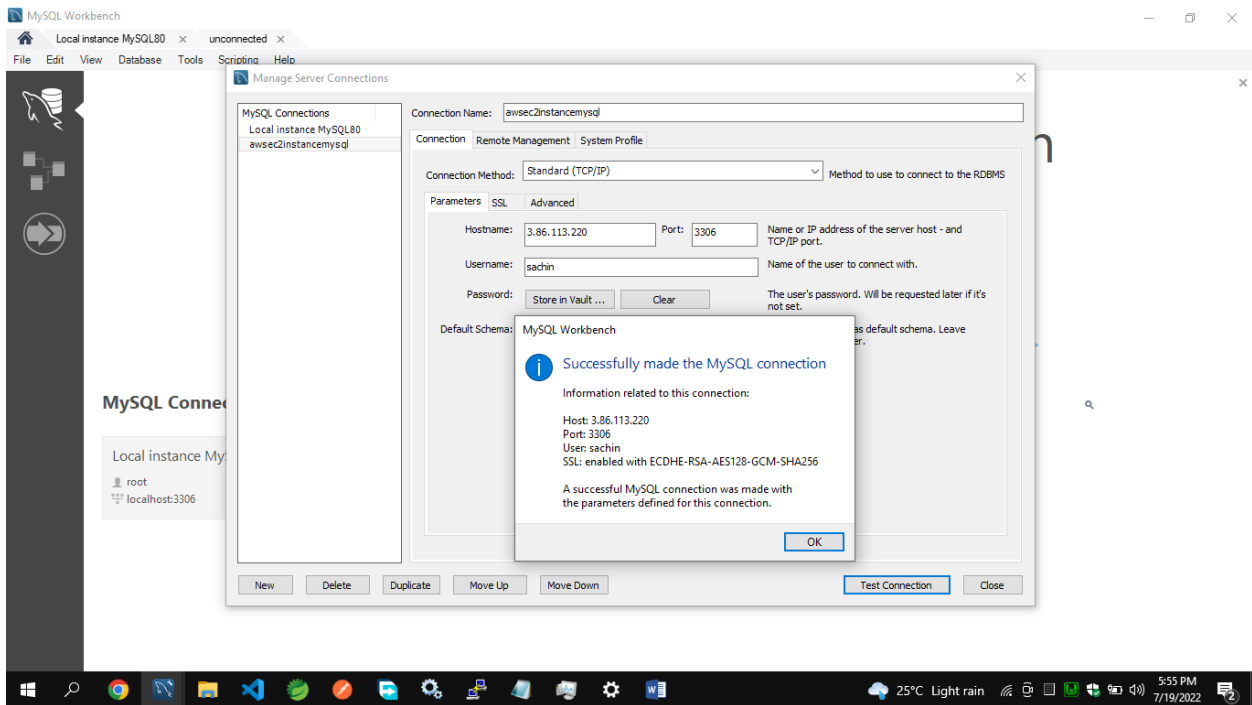 MySQL Workbench
Local instance MySQL80 × unconnected ×
File Edit View Database Tools Scripting Help
Manage Server Connections
MySQL Connections
Local instance MySQL80
awsec2instancemysql
Connection Name: awsec2instancemysql
Connection Remote Management System Profile
Connection Method: Standard (TCP/IP) Method to use to connect to the RDBMS
Parameters SSL Advanced
Hostname: 3.86.113.220 Port: 3306 Name or IP address of the server host - and
TCP/IP port.
Username: sachin Name of the user to connect with.
Password: Store in Vault ... Clear The user's password. Will be requested later if it's
not set.
Default Schema: as default schema. Leave
er.
MySQL Workbench
Successfully made the MySQL connection
Information related to this connection:
Host: 3.86.113.220
Port: 3306
User: sachin
SSL: enabled with ECDHE-RSA-AES128-GCM-SHA256
A successful MySQL connection was made with
the parameters defined for this connection.
OK
New Delete Duplicate Move Up Move Down Test Connection Close
n
MySQL Connec
Local instance My
root
localhost:3306
25°C Light rain
5:55 PM
7/19/2022
2